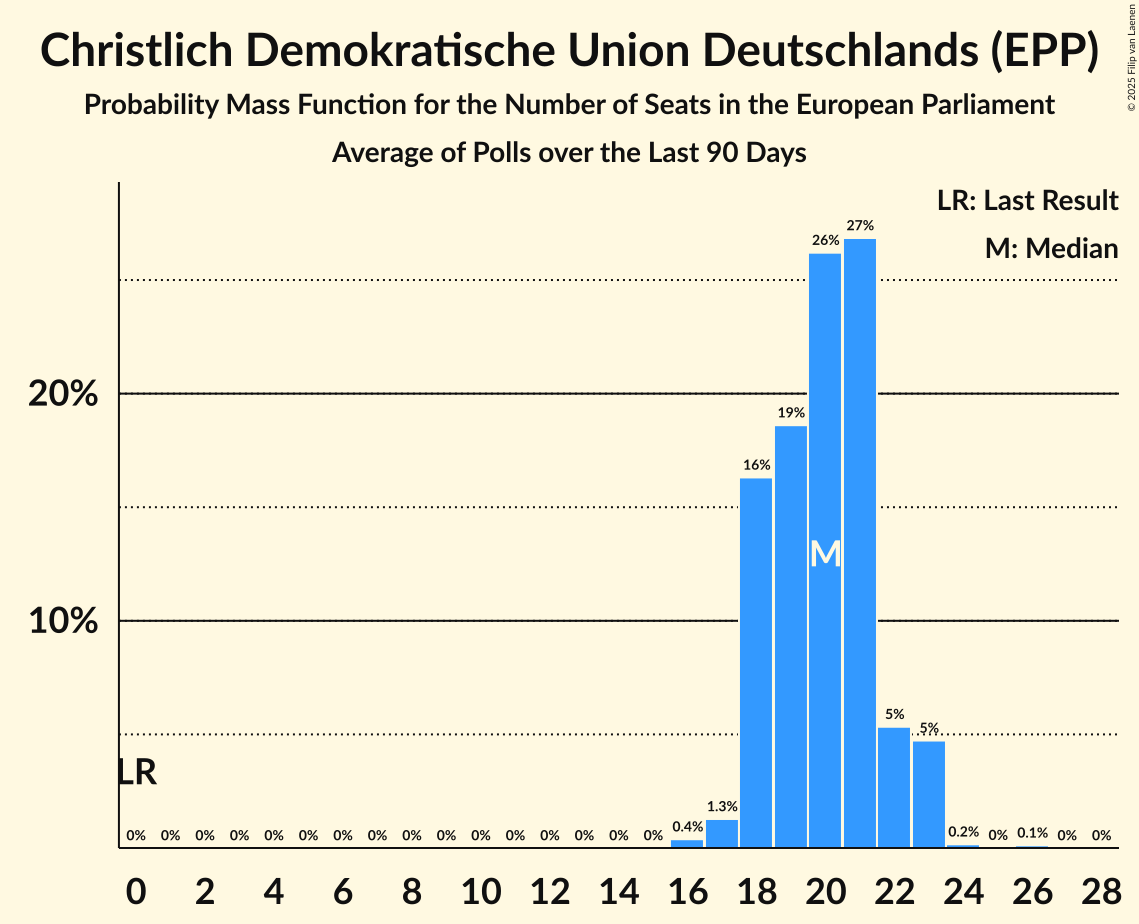 Christlich Demokratische Union Deutschlands (EPP)
Probability Mass Function for the Number of Seats in the European Parliament
Average of Polls over the Last 90 Days
© 2025 Filip van Laenen
LR: Last Result
M: Median
20%
10%
LR
M
0% 0% 0% 0% 0% 0% 0% 0% 0% 0% 0% 0% 0% 0% 0% 0% 0.4% 1.3% 16% 19% 26% 27% 5% 5% 0.2% 0% 0.1% 0% 0%
0 2 4 6 8 10 12 14 16 18 20 22 24 26 28